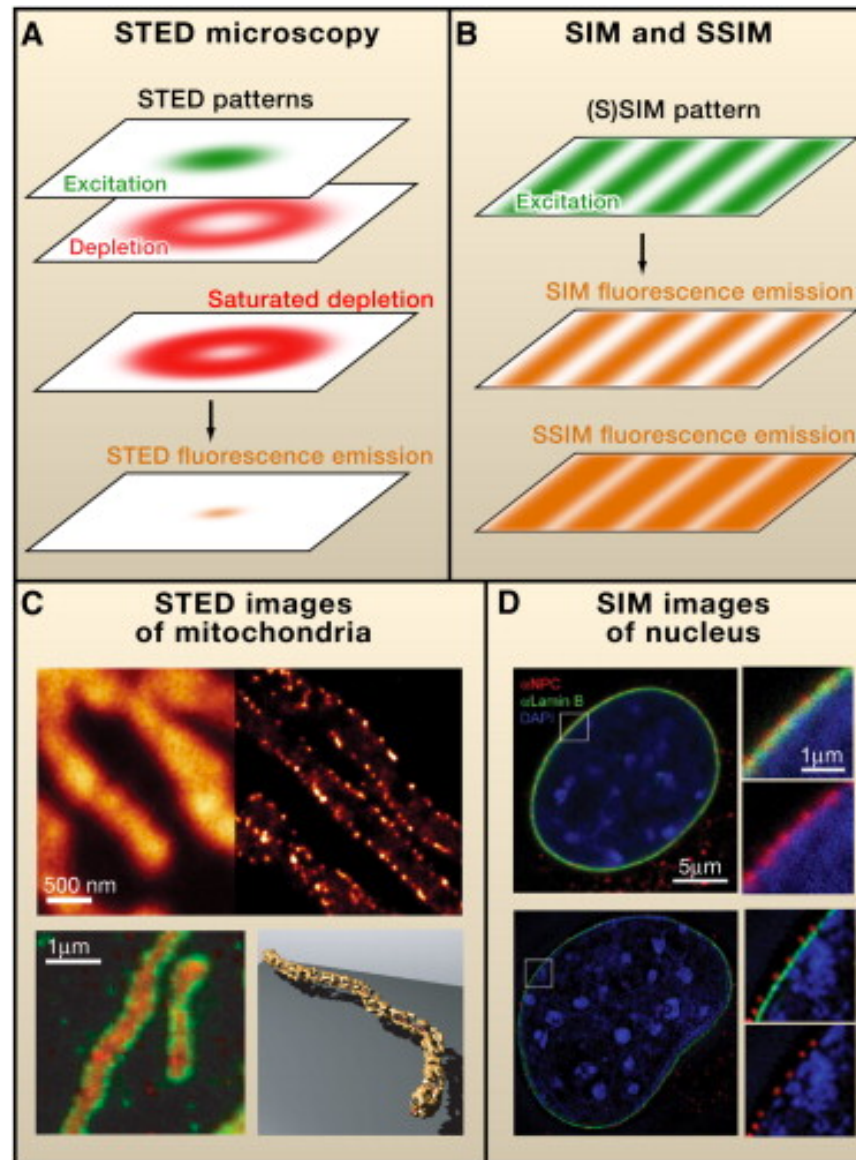 A
STED microscopy
STED patterns
Excitation
Depletion
Saturated depletion
STED fluorescence emission
B
SIM and SSIM
(S)SIM pattern
Excitation
SIM fluorescence emission
SSIM fluorescence emission
C
STED images
of mitochondria
500 nm
1μm
D
SIM images
of nucleus
αNPC
αLamin B
DAPI
5μm
1μm